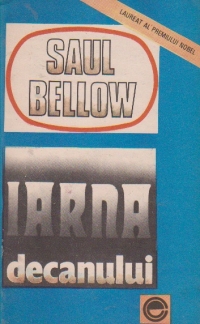 LAUREAT AL PREMIULUI NOBEL
SAUL
BELLOW
IARNA
decanului
e